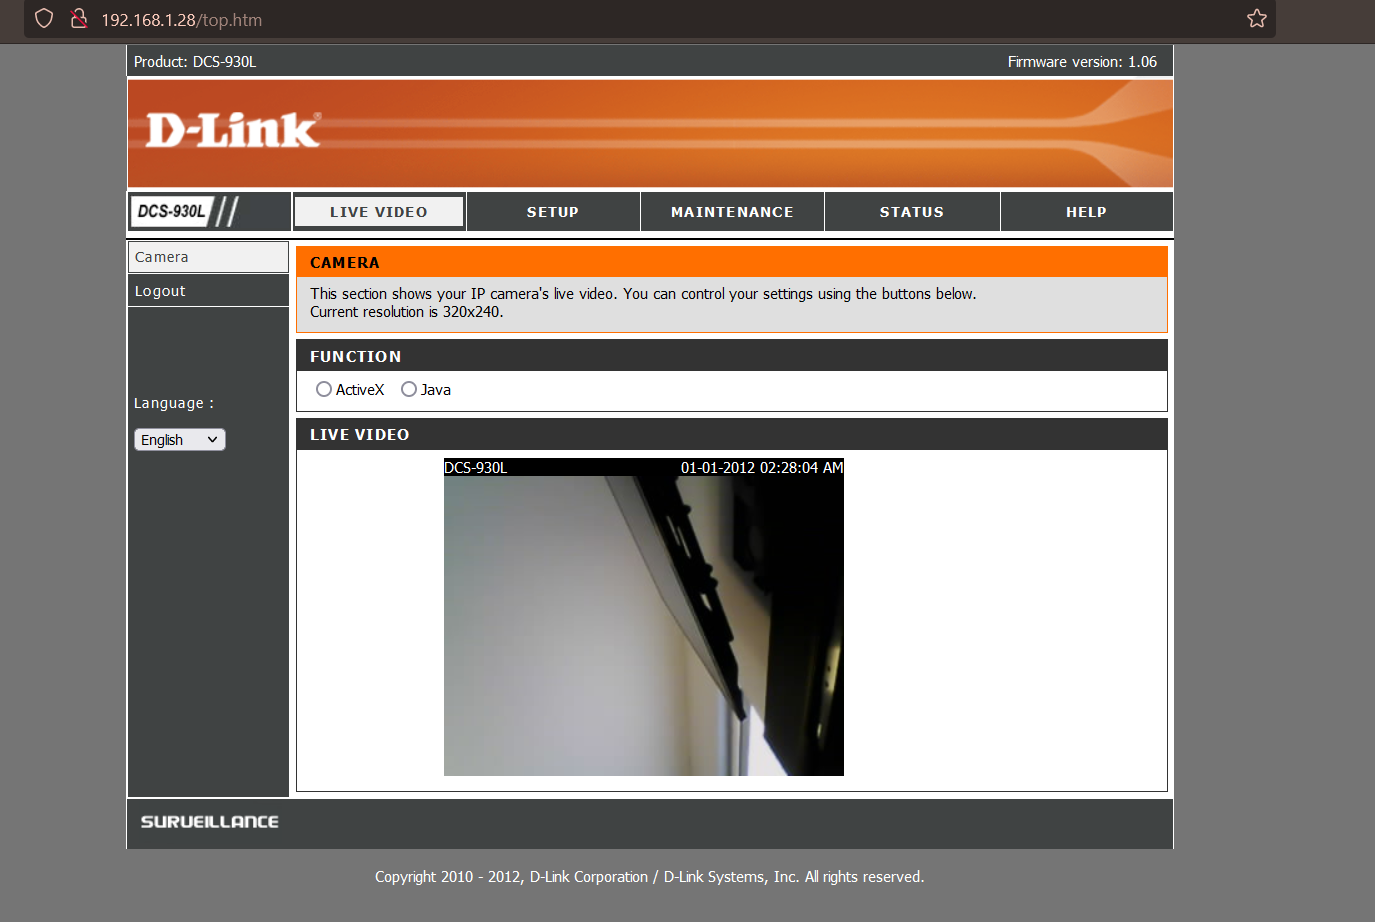 192.168.1.28/top.htm
Product: DCS-930L Firmware version: 1.06
D-Link®
DCS-930L LIVE VIDEO SETUP MAINTENANCE STATUS HELP
Camera
Logout
Language :
English
CAMERA
This section shows your IP camera's live video. You can control your settings using the buttons below.
Current resolution is 320x240.
FUNCTION
ActiveX Java
LIVE VIDEO
DCS-930L 01-01-2012 02:28:04 AM
SURVEILLANCE
Copyright 2010 - 2012, D-Link Corporation / D-Link Systems, Inc. All rights reserved.